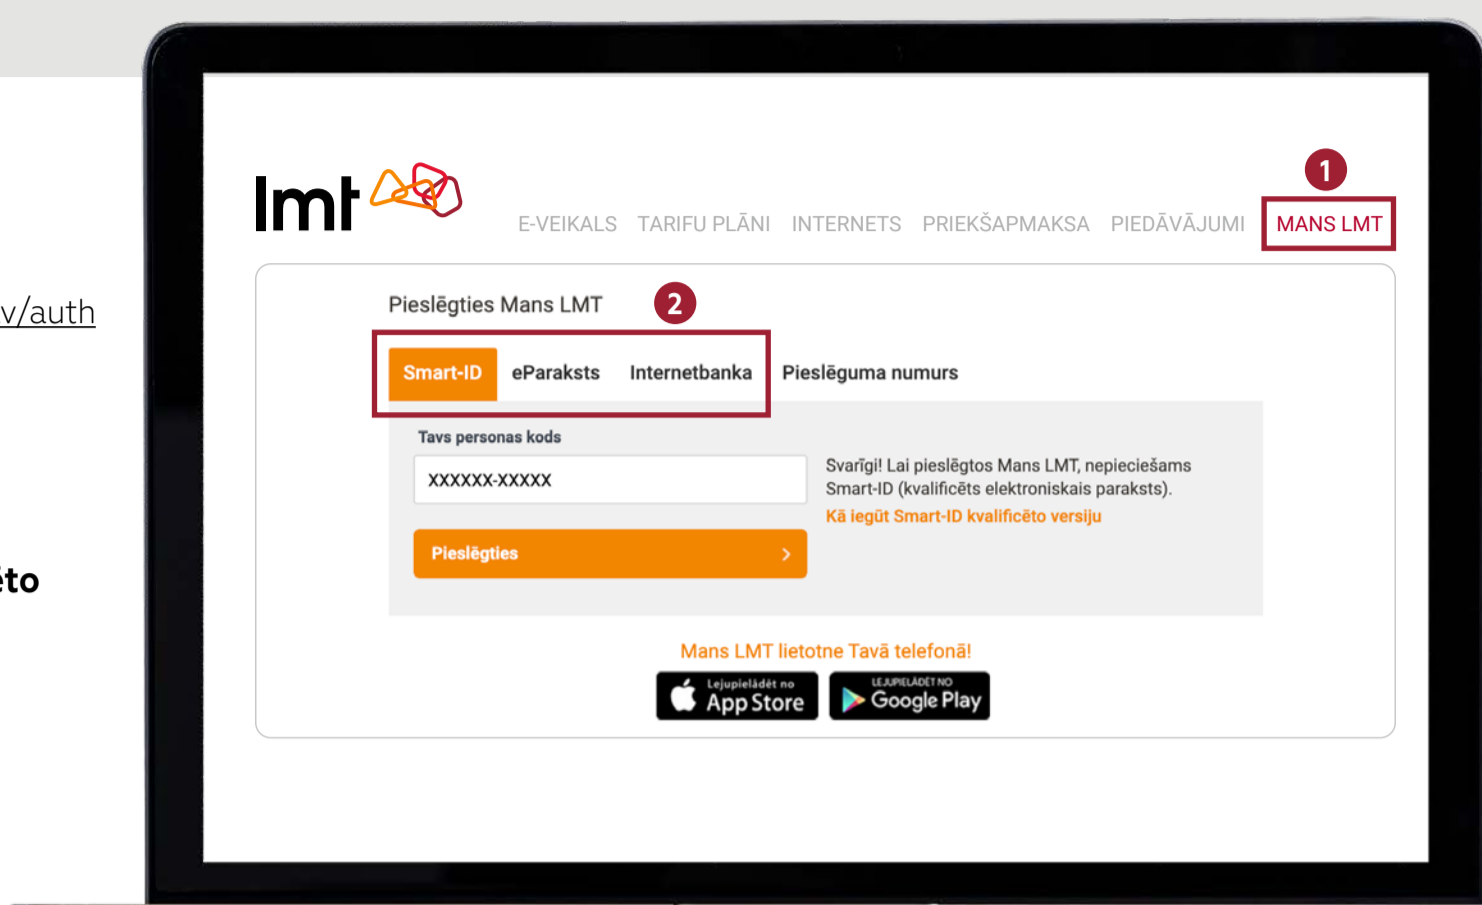 lmt
1
E-VEIKALS TARIFU PLĀNI INTERNETS PRIEKŠAPMAKSA PIEDĀVĀJUMI MANS LMT
v/auth
Pieslēgties Mans LMT 2
Smart-ID eParaksts Internetbanka Pieslēguma numurs
Tavs personas kods
XXXXXX-XXXXX
Svarīgi! Lai pieslēgtos Mans LMT, nepieciešams
Smart-ID (kvalificēts elektroniskais paraksts).
Kā iegūt Smart-ID kvalificēto versiju
Pieslēgties
ēto
Mans LMT lietotne Tavā telefonā!
Lejupielādēt no
App Store
LEJUPIELĀDĒT NO
Google Play